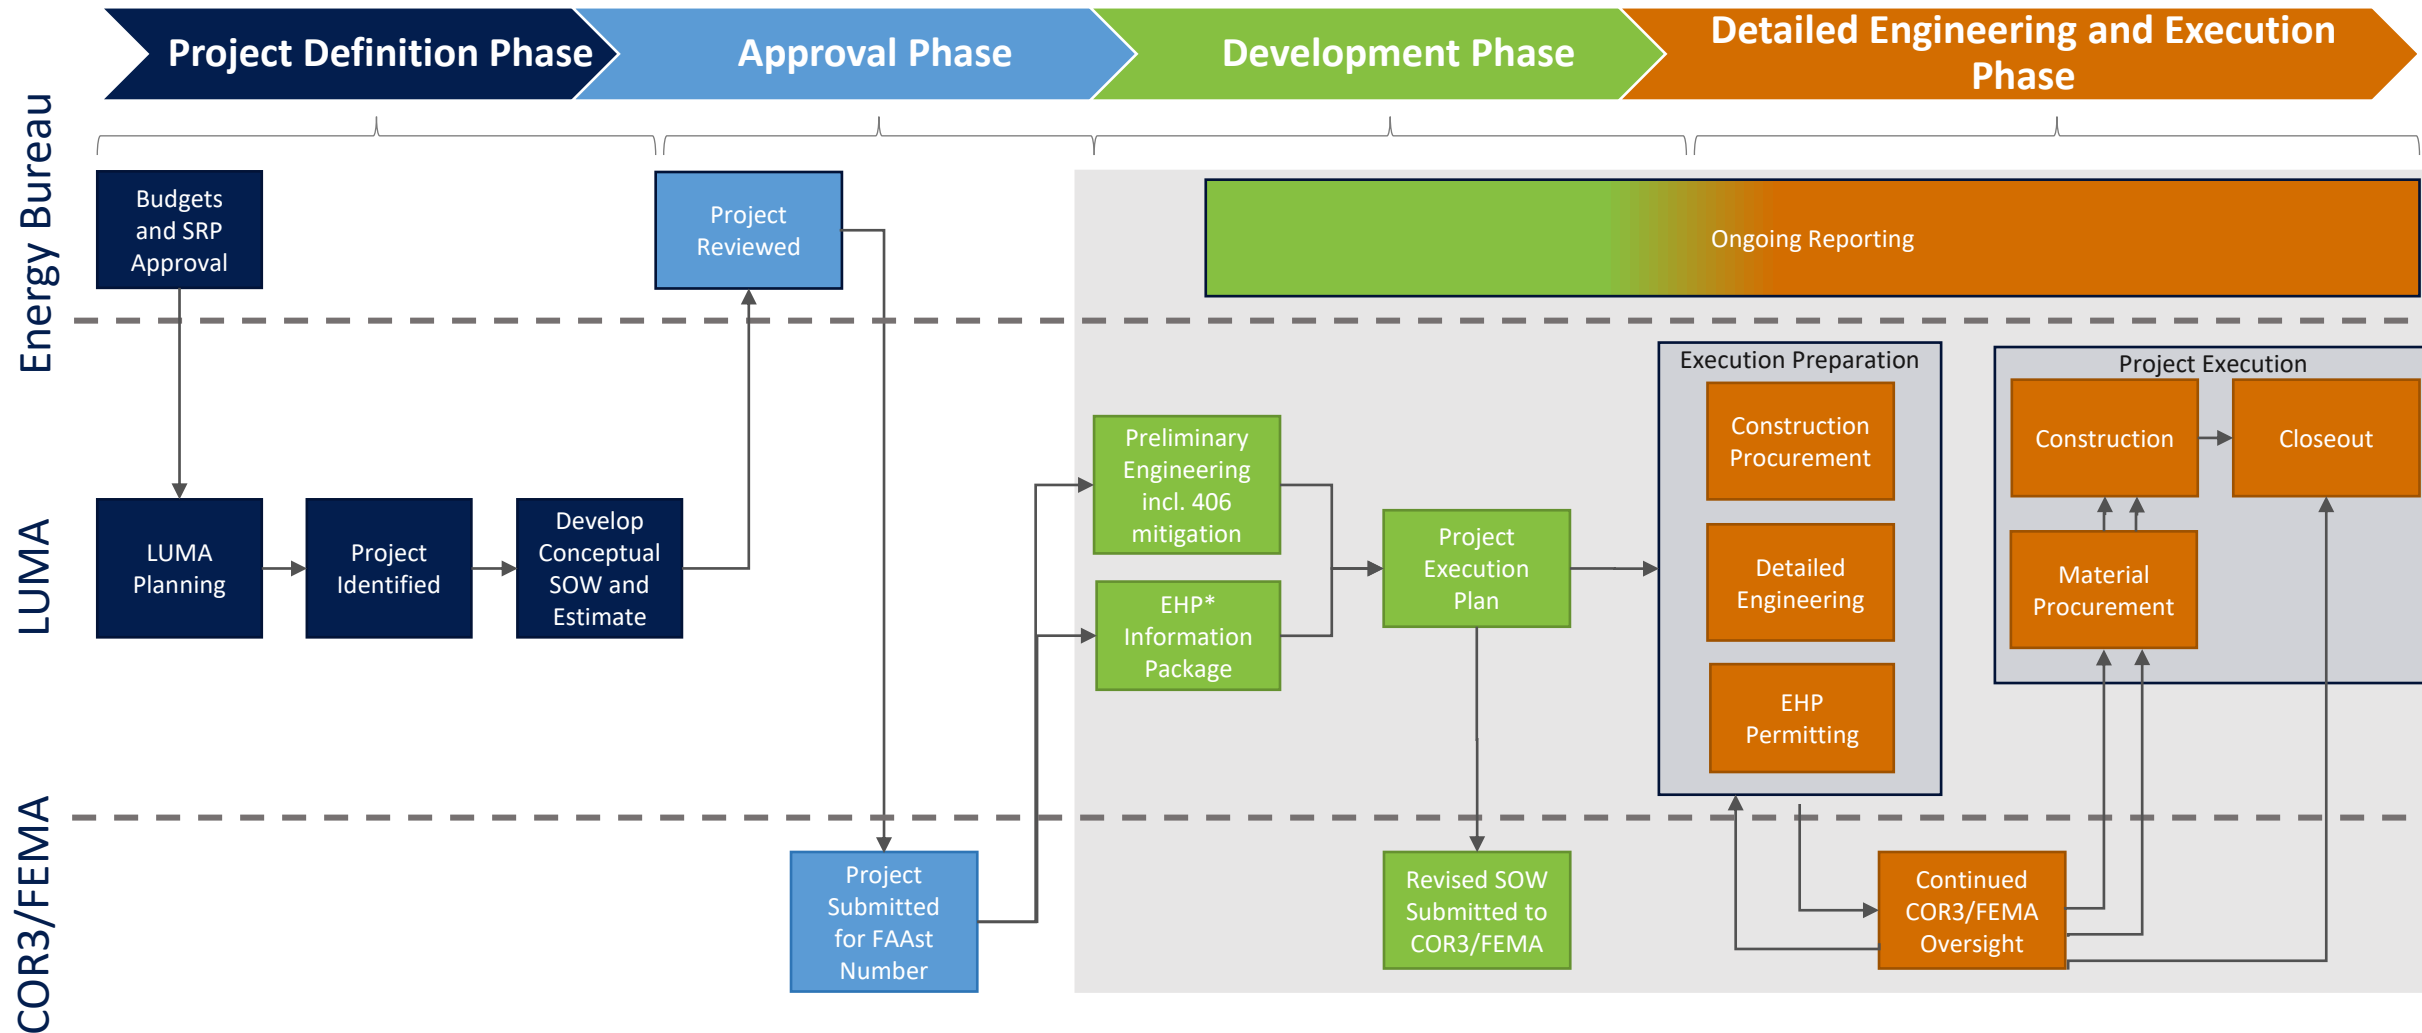 Project Definition Phase
Approval Phase
Development Phase
Detailed Engineering and Execution
Phase
Energy Bureau
Budgets
and SRP
Approval
Project
Reviewed
Ongoing Reporting
LUMA
LUMA
Planning
Project
Identified
Develop
Conceptual
SOW and
Estimate
Preliminary
Engineering
incl. 406
mitigation
EHP*
Information
Package
Project
Execution
Plan
Execution Preparation
Construction
Procurement
Detailed
Engineering
EHP
Permitting
Project Execution
Construction
Closeout
Material
Procurement
COR3/FEMA
Project
Submitted
for FAAst
Number
Revised SOW
Submitted to
COR3/FEMA
Continued
COR3/FEMA
Oversight